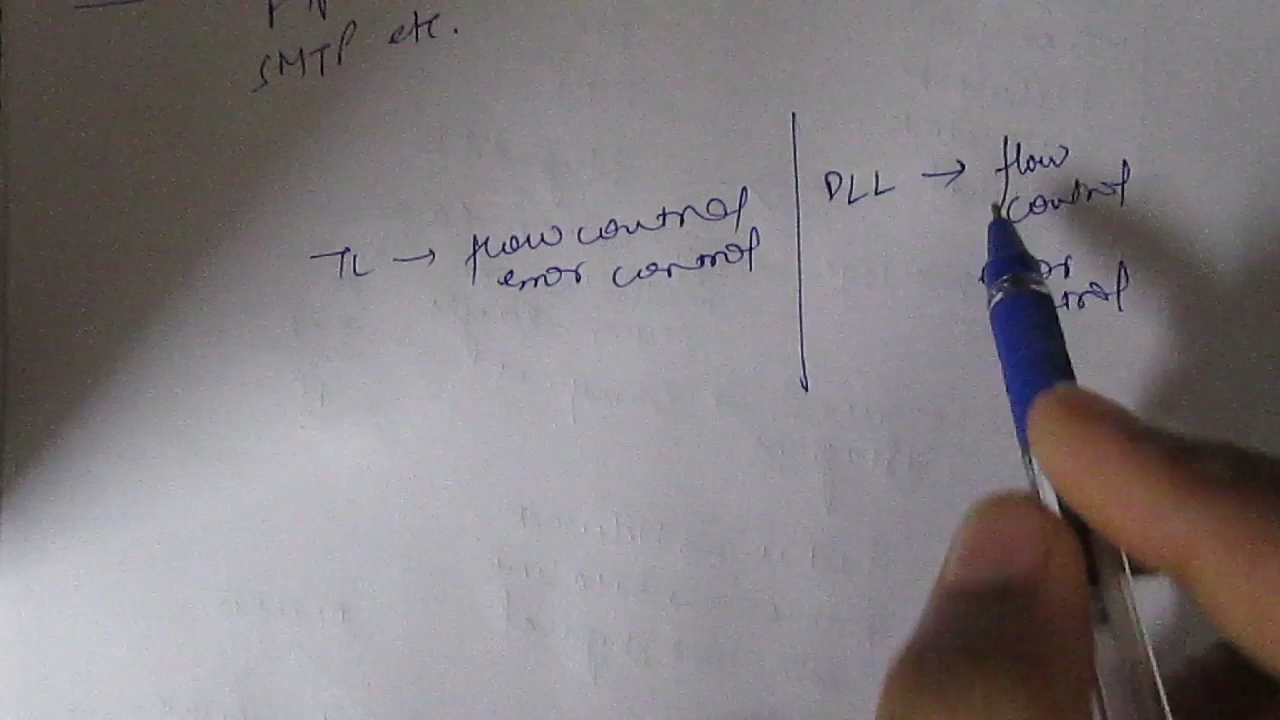 SMTP etc.
TL → flow control
error control
DLL → flow
control